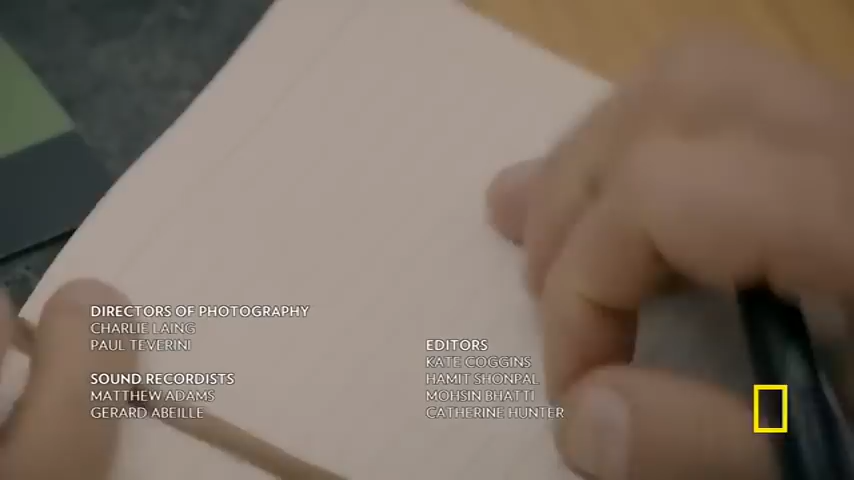 DIRECTORS OF PHOTOGRAPHY
CHARLIE LAING
PAUL TEVERINI
SOUND RECORDISTS
MATTHEW ADAMS
GERARD ABEILLE
EDITORS
KATE COGGINS
HAMIT SHONPAL
MOHSIN BHATTI
CATHERINE HUNTER